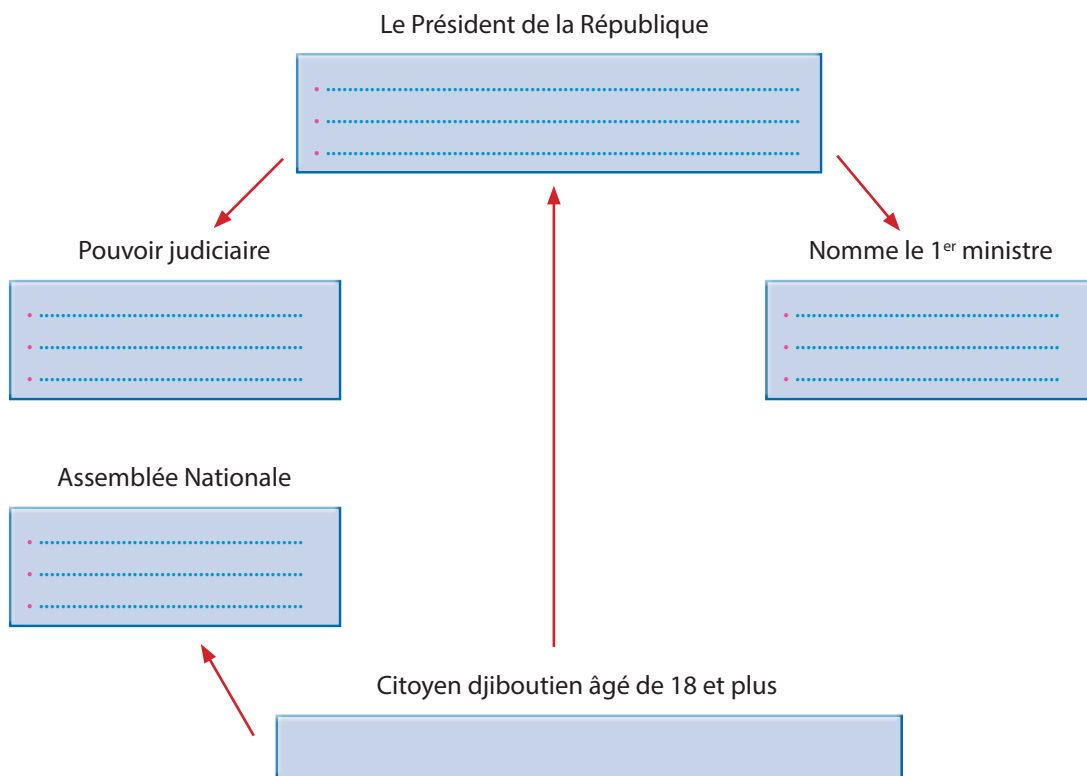 Le Président de la République
Pouvoir judiciaire
Nomme le 1er ministre
Assemblée Nationale
Citoyen djiboutien âgé de 18 et plus